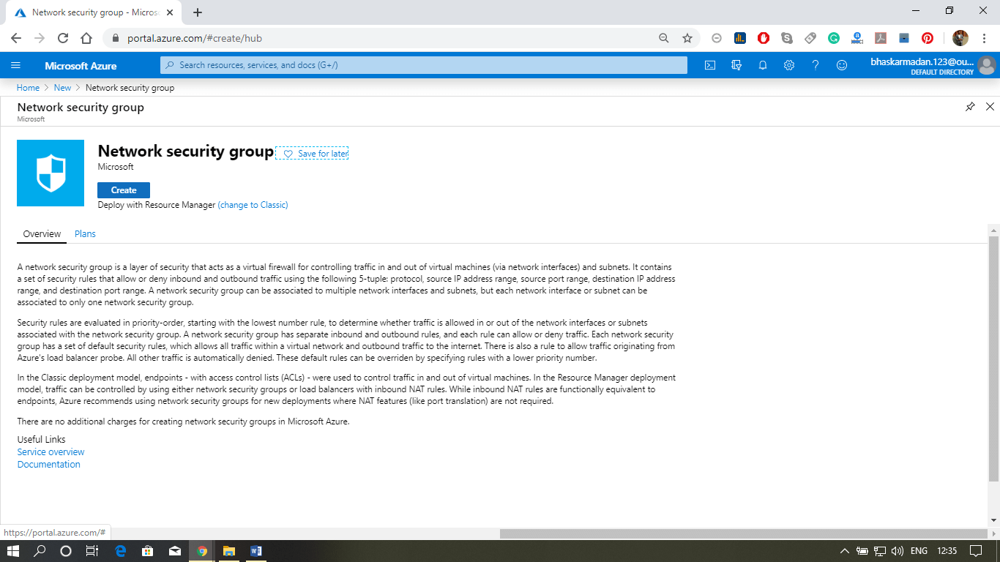 Network security group - Micros
portal.azure.com/#create/hub
Microsoft Azure
Search resources, services, and docs (G+/)
bhaskarmadan.123@ou...
DEFAULT DIRECTORY
Home > New > Network security group
Network security group
Microsoft
Network security group
Save for later
Microsoft
Create
Deploy with Resource Manager (change to Classic)
Overview Plans
A network security group is a layer of security that acts as a virtual firewall for controlling traffic in and out of virtual machines (via network interfaces) and subnets. It contains
a set of security rules that allow or deny inbound and outbound traffic using the following 5-tuple: protocol, source IP address range, source port range, destination IP address
range, and destination port range. A network security group can be associated to multiple network interfaces and subnets, but each network interface or subnet can be
associated to only one network security group.
Security rules are evaluated in priority-order, starting with the lowest number rule, to determine whether traffic is allowed in or out of the network interfaces or subnets
associated with the network security group. A network security group has separate inbound and outbound rules, and each rule can allow or deny traffic. Each network security
group has a set of default security rules, which allows all traffic within a virtual network and outbound traffic to the internet. There is also a rule to allow traffic originating from
Azure's load balancer probe. All other traffic is automatically denied. These default rules can be overriden by specifying rules with a lower priority number.
In the Classic deployment model, endpoints - with access control lists (ACLs) - were used to control traffic in and out of virtual machines. In the Resource Manager deployment
model, traffic can be controlled by using either network security groups or load balancers with inbound NAT rules. While inbound NAT rules are functionally equivalent to
endpoints, Azure recommends using network security groups for new deployments where NAT features (like port translation) are not required.
There are no additional charges for creating network security groups in Microsoft Azure.
Useful Links
Service overview
Documentation
https://portal.azure.com/#
ENG 12:35